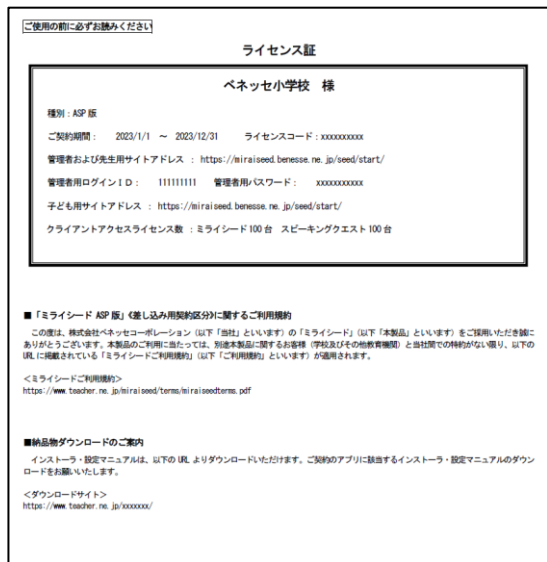 ご使用の前に必ずお読みください
ライセンス証
ベネッセ小学校 様
種別：ASP 版
ご契約期間： 2023/1/1 ～ 2023/12/31 ライセンスコード：xxxxxxxxxx
管理者および先生用サイトアドレス ： https://miraiseed.benesse.ne.jp/seed/start/
管理者用ログインＩＤ： 111111111 管理者用パスワード： xxxxxxxxxxx
子ども用サイトアドレス ： https://miraiseed.benesse.ne.jp/seed/start/
クライアントアクセスライセンス数 ：ミライシード 100 台 スピーキングクエスト 100 台
■「ミライシード ASP 版」《差し込み用契約区分》に関するご利用規約
この度は、株式会社ベネッセコーポレーション（以下「当社」といいます）の「ミライシード」（以下「本製品」といいます）をご採用いただき誠に
ありがとうございます。本製品のご利用に当たっては、別途本製品に関するお客様（学校及びその他教育機関）と当社間での特約がない限り、以下の
URL に掲載されている「ミライシードご利用規約」（以下「ご利用規約」といいます）が適用されます。
＜ミライシードご利用規約＞
https://www.teacher.ne.jp/miraiseed/terms/miraiseedterms.pdf
■納品物ダウンロードのご案内
インストーラ・設定マニュアルは、以下の URL よりダウンロードいただけます。ご契約のアプリに該当するインストーラ・設定マニュアルのダウン
ロードをお願いいたします。
＜ダウンロードサイト＞
https://www.teacher.ne.jp/xxxxxxx/